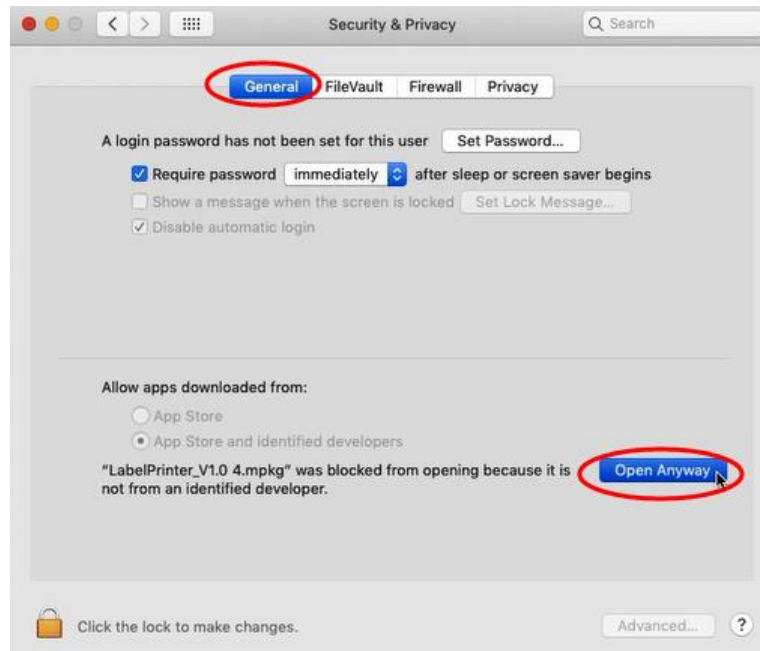 Security & Privacy
Search
General FileVault Firewall Privacy
A login password has not been set for this user Set Password...
Require password immediately after sleep or screen saver begins
Show a message when the screen is locked Set Lock Message...
Disable automatic login
Allow apps downloaded from:
App Store
App Store and identified developers
"LabelPrinter_V1.0 4.mpkg" was blocked from opening because it is Open Anyway
not from an identified developer.
Click the lock to make changes. Advanced... ?